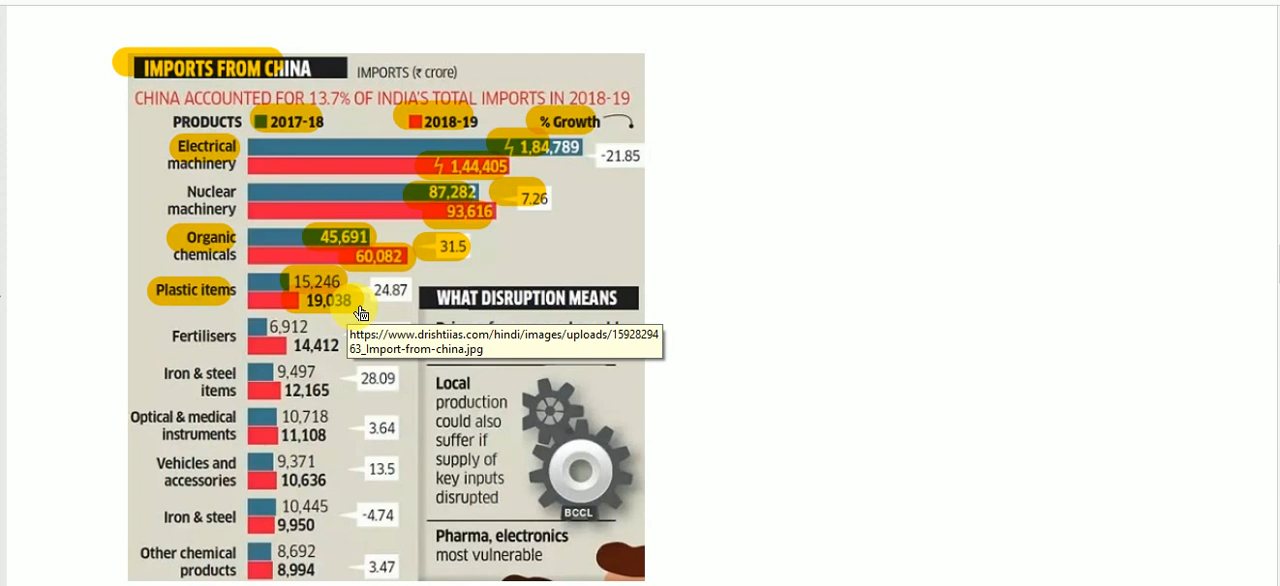 IMPORTS FROM CHINA IMPORTS (₹ crore)
CHINA ACCOUNTED FOR 13.7% OF INDIA'S TOTAL IMPORTS IN 2018-19
PRODUCTS 2017-18 2018-19 % Growth
Electrical machinery 1,84,789 1,44,405 -21.85
Nuclear machinery 87,282 93,616 7.26
Organic chemicals 45,691 60,082 31.5
Plastic items 15,246 19,038 24.87
Fertilisers 6,912 14,412
Iron & steel items 9,497 12,165 28.09
Optical & medical instruments 10,718 11,108 3.64
Vehicles and accessories 9,371 10,636 13.5
Iron & steel 10,445 9,950 -4.74
Other chemical products 8,692 8,994 3.47
WHAT DISRUPTION MEANS
https://www.drishtiias.com/hindi/images/uploads/15928294
63_Import-from-china.jpg
Local
production
could also
suffer if
supply of
key inputs
disrupted
BCCL
Pharma, electronics
most vulnerable